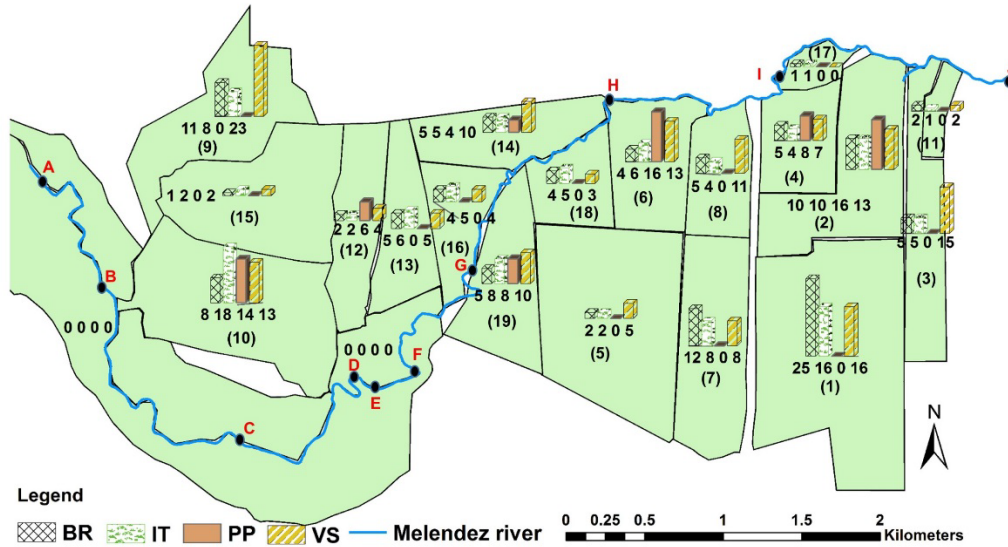 (17)
I
1 1 0 0
H
A
11 8 0 23
(9)
5 5 4 10
(14)
2 1 0 2
(11)
5 4 8 7
(4)
4 6 16 13
(6)
5 4 0 11
(8)
4 5 0 3
(18)
10 10 16 13
(2)
1 2 0 2
(15)
2 2 6 4
(12)
5 6 0 5
(13)
4 5 0 4
(16)
5 5 0 15
(3)
G
B
8 18 14 13
(10)
5 8 8 10
(19)
2 2 0 5
(5)
12 8 0 8
(7)
25 16 0 16
(1)
0 0 0 0
0 0 0 0
D
F
E
C
N
Legend
BR IT PP VS Melendez river
0 0.25 0.5 1 1.5 2
Kilometers